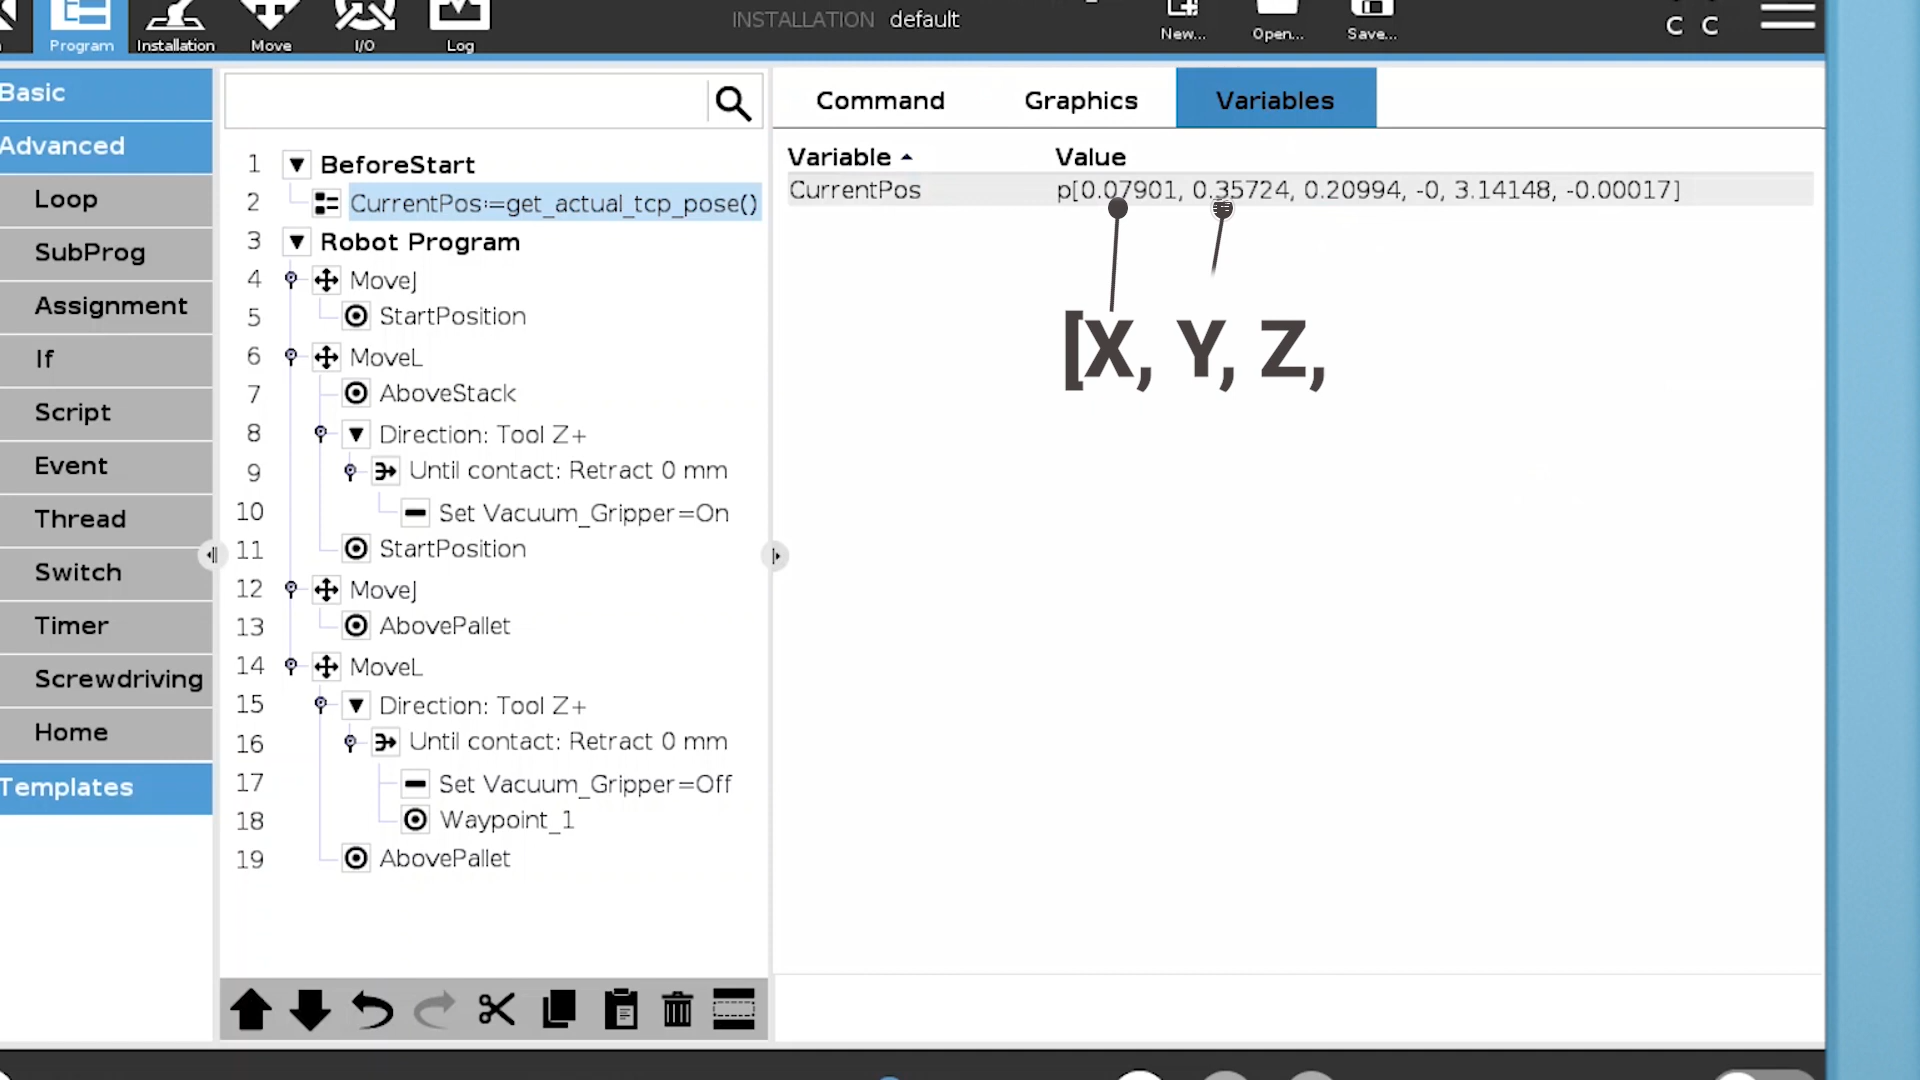 Program
Installation
Move
I/O
Log
INSTALLATION default
New...
Open...
Save...
C C
Basic
Advanced
Loop
SubProg
Assignment
If
Script
Event
Thread
Switch
Timer
Screwdriving
Home
Templates
1 BeforeStart
2 CurrentPos:=get_actual_tcp_pose()
3 Robot Program
4 MoveJ
5 StartPosition
6 MoveL
7 AboveStack
8 Direction: Tool Z+
9 Until contact: Retract 0 mm
10 Set Vacuum_Gripper=On
11 StartPosition
12 MoveJ
13 AbovePallet
14 MoveL
15 Direction: Tool Z+
16 Until contact: Retract 0 mm
17 Set Vacuum_Gripper=Off
18 Waypoint_1
19 AbovePallet
Command Graphics Variables
Variable Value
CurrentPos p[0.07901, 0.35724, 0.20994, -0, 3.14148, -0.00017]
[X, Y, Z,